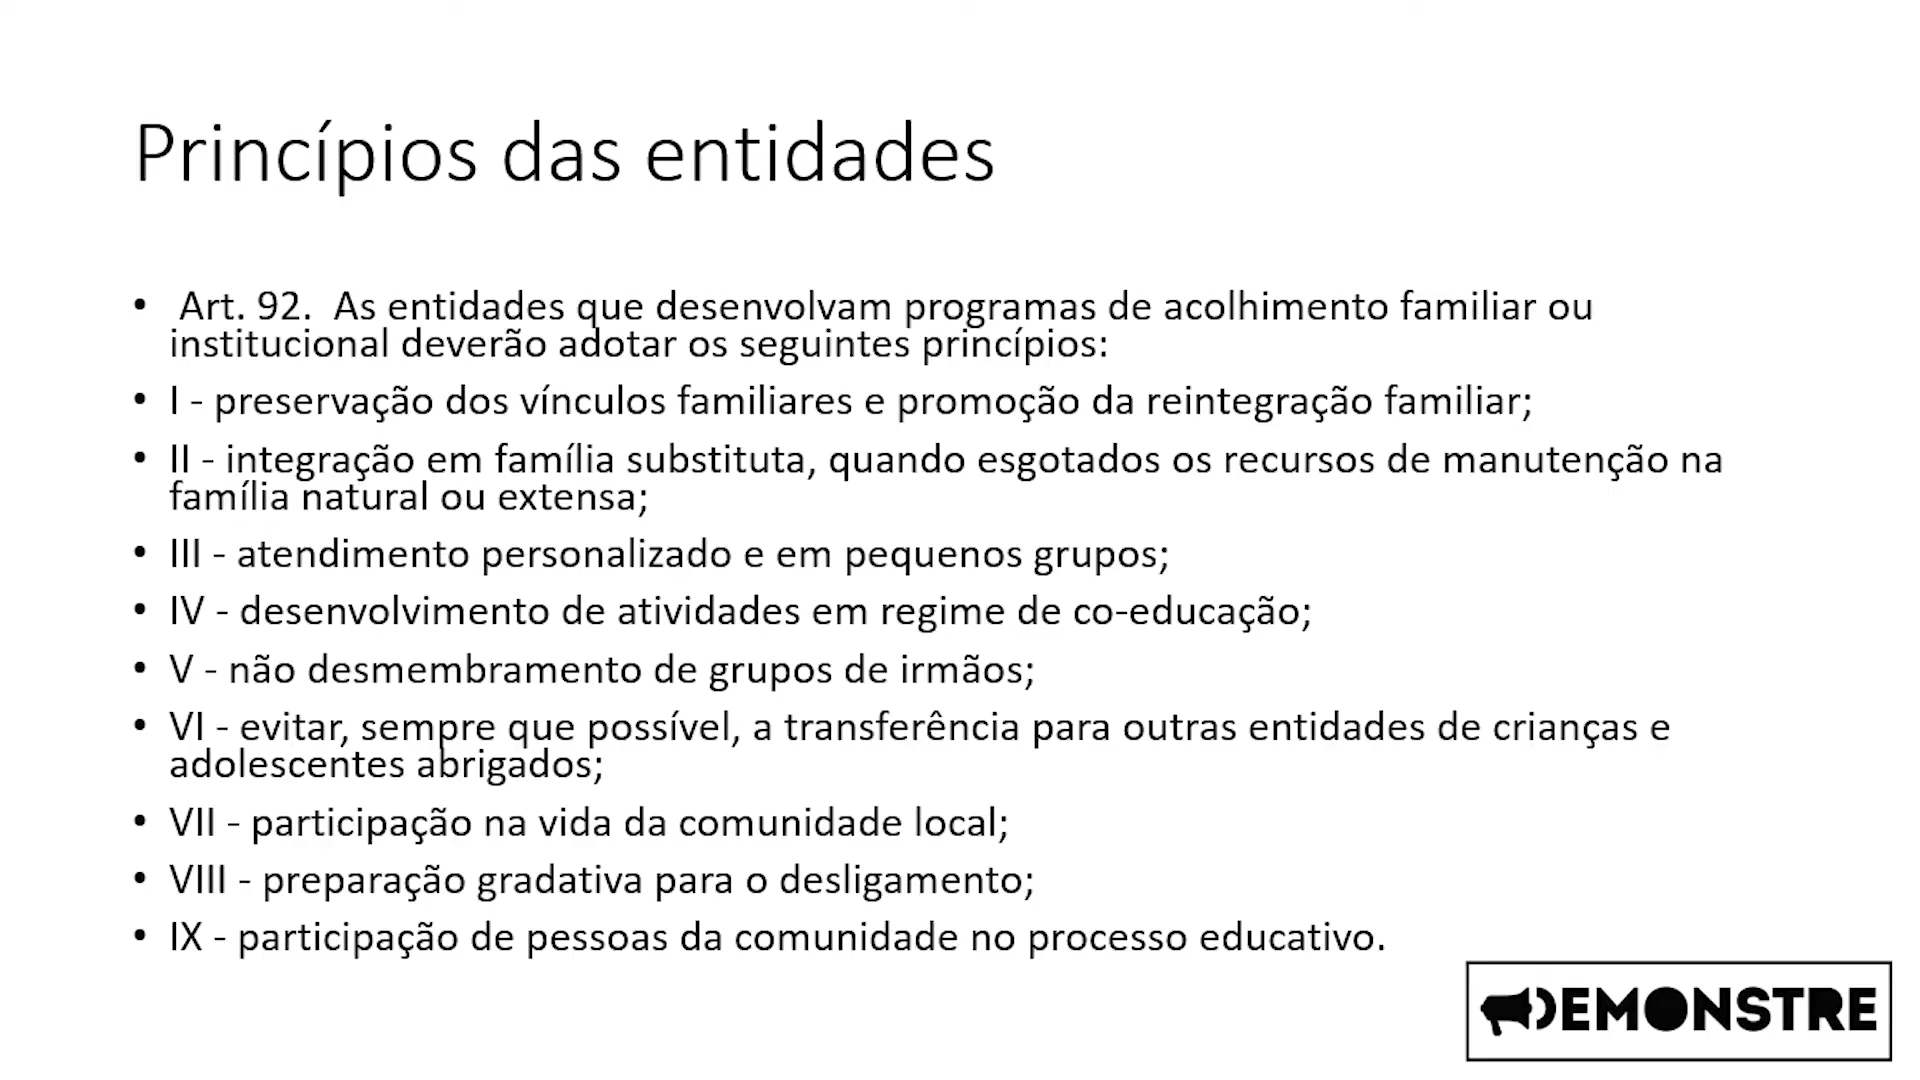 Princípios das entidades
• Art. 92.  As entidades que desenvolvam programas de acolhimento familiar ou
institucional deverão adotar os seguintes princípios:
• I - preservação dos vínculos familiares e promoção da reintegração familiar;
• II - integração em família substituta, quando esgotados os recursos de manutenção na
família natural ou extensa;
• III - atendimento personalizado e em pequenos grupos;
• IV - desenvolvimento de atividades em regime de co-educação;
• V - não desmembramento de grupos de irmãos;
• VI - evitar, sempre que possível, a transferência para outras entidades de crianças e
adolescentes abrigados;
• VII - participação na vida da comunidade local;
• VIII - preparação gradativa para o desligamento;
• IX - participação de pessoas da comunidade no processo educativo.
DEMONSTRE